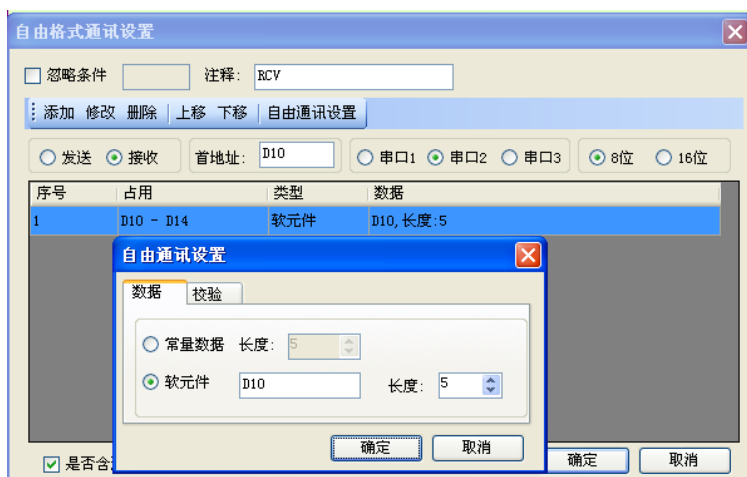 自由格式通讯设置
忽略条件 注释: RCV
添加 修改 删除 上移 下移 自由通讯设置
发送 接收 首地址: D10 串口1 串口2 串口3 8位 16位
序号 占用 类型 数据
1 D10 - D14 软元件 D10,长度:5
自由通讯设置
数据 校验
常量数据 长度: 5
软元件 D10 长度: 5
确定 取消
是否含 确定 取消